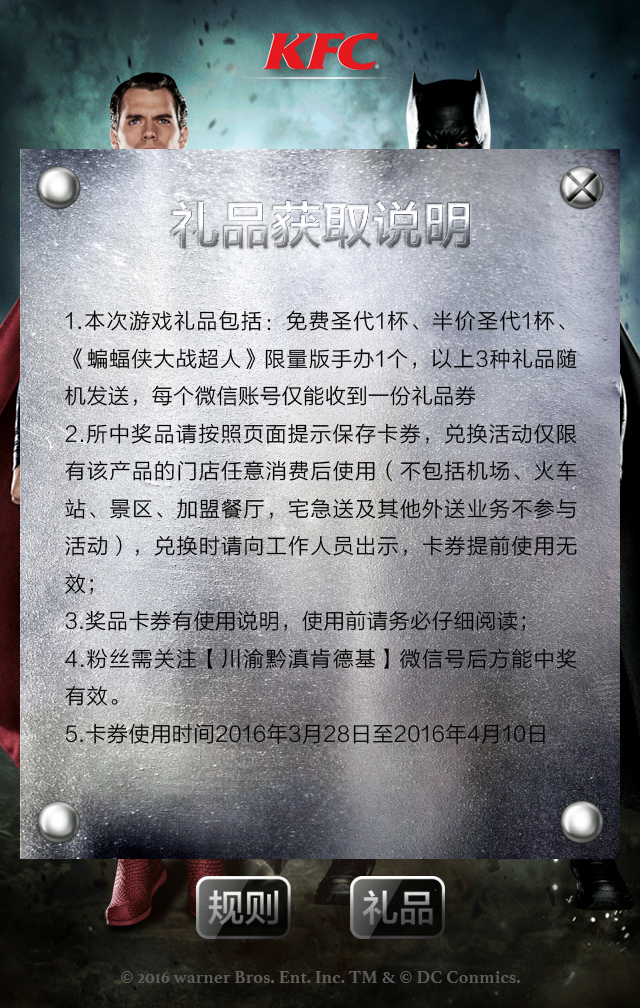 KFC
礼品获取说明
1.本次游戏礼品包括：免费圣代1杯、半价圣代1杯、
《蝙蝠侠大战超人》限量版手办1个，以上3种礼品随
机发送，每个微信账号仅能收到一份礼品券
2.所中奖品请按照页面提示保存卡券，兑换活动仅限
有该产品的门店任意消费后使用（不包括机场、火车
站、景区、加盟餐厅，宅急送及其他外送业务不参与
活动），兑换时请向工作人员出示，卡券提前使用无
效；
3.奖品卡券有使用说明，使用前请务必仔细阅读；
4.粉丝需关注【川渝黔滇肯德基】微信号后方能中奖
有效。
5.卡券使用时间2016年3月28日至2016年4月10日
规则
礼品
© 2016 warner Bros. Ent. Inc. TM & © DC Conmics.